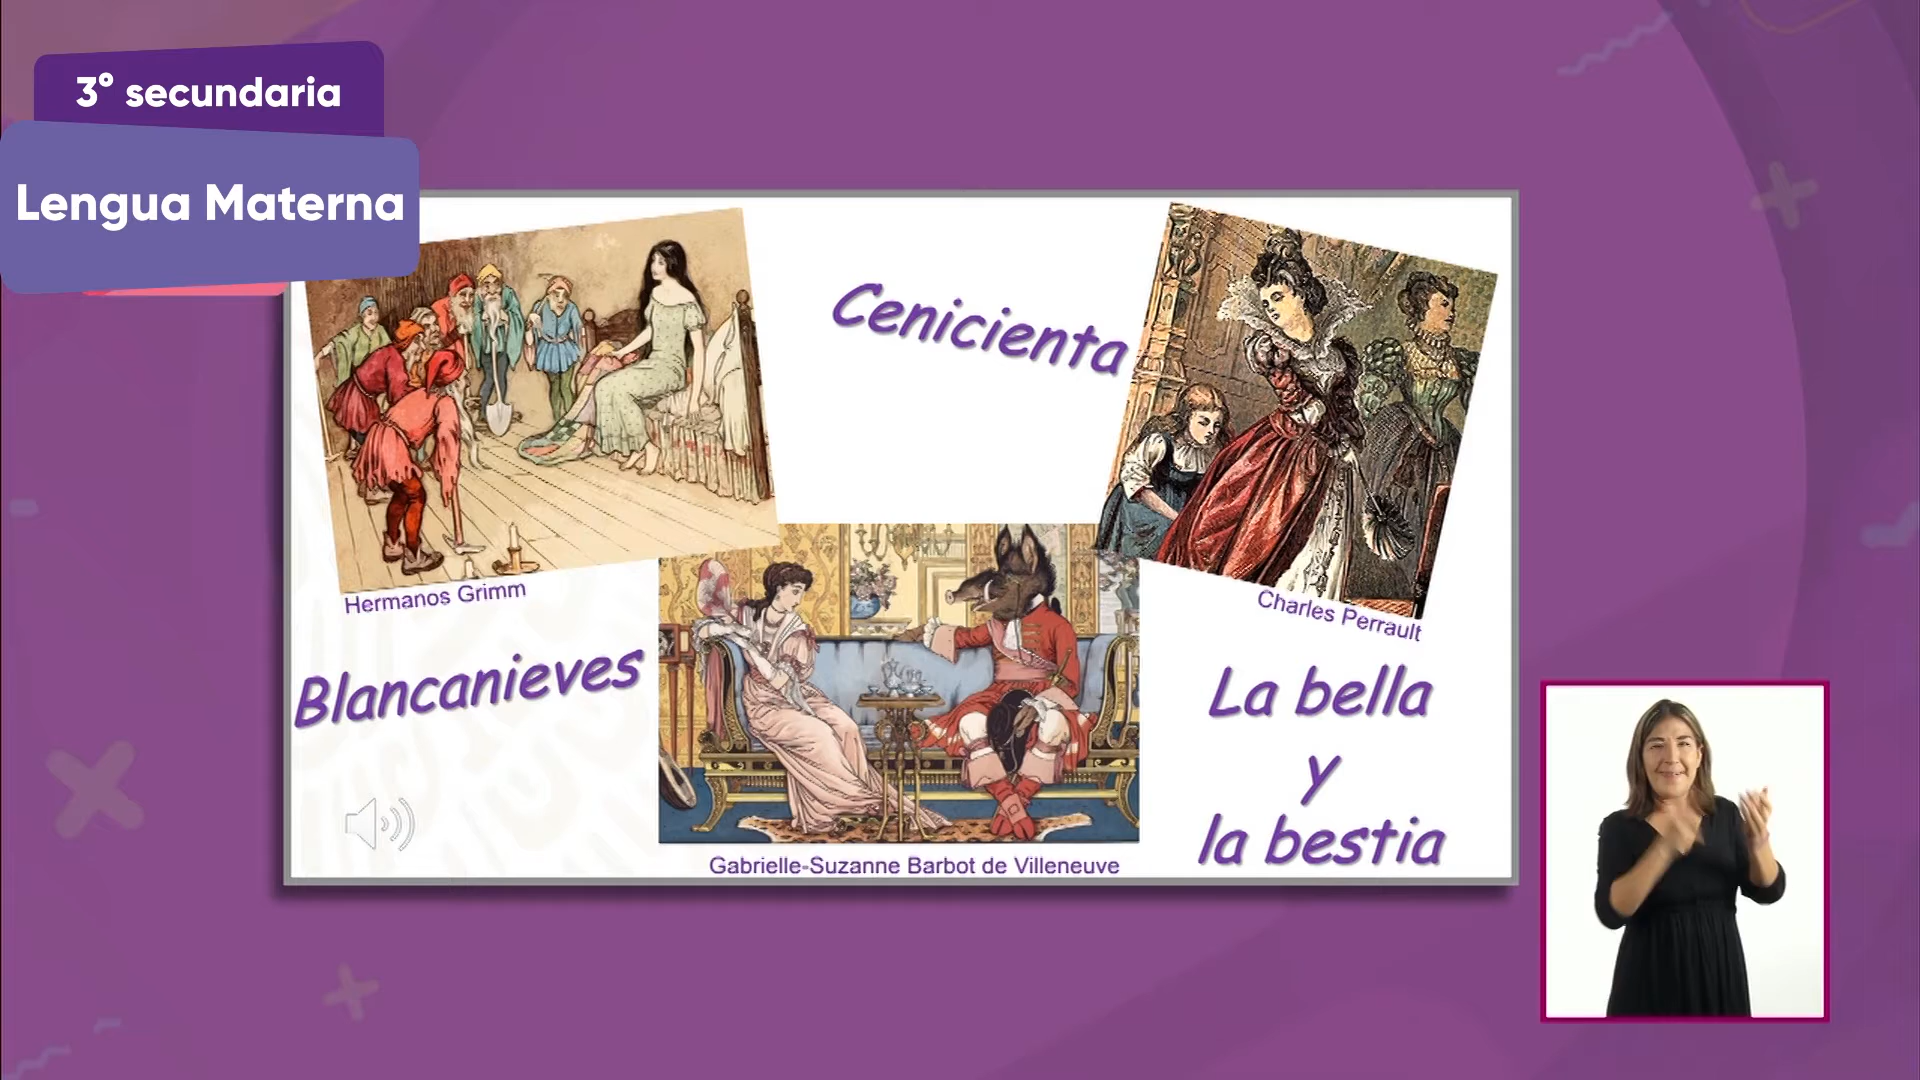 3° secundaria
Lengua Materna
Cenicienta
Hermanos Grimm
Charles Perrault
Blancanieves
La bella
y
la bestia
Gabrielle-Suzanne Barbot de Villeneuve